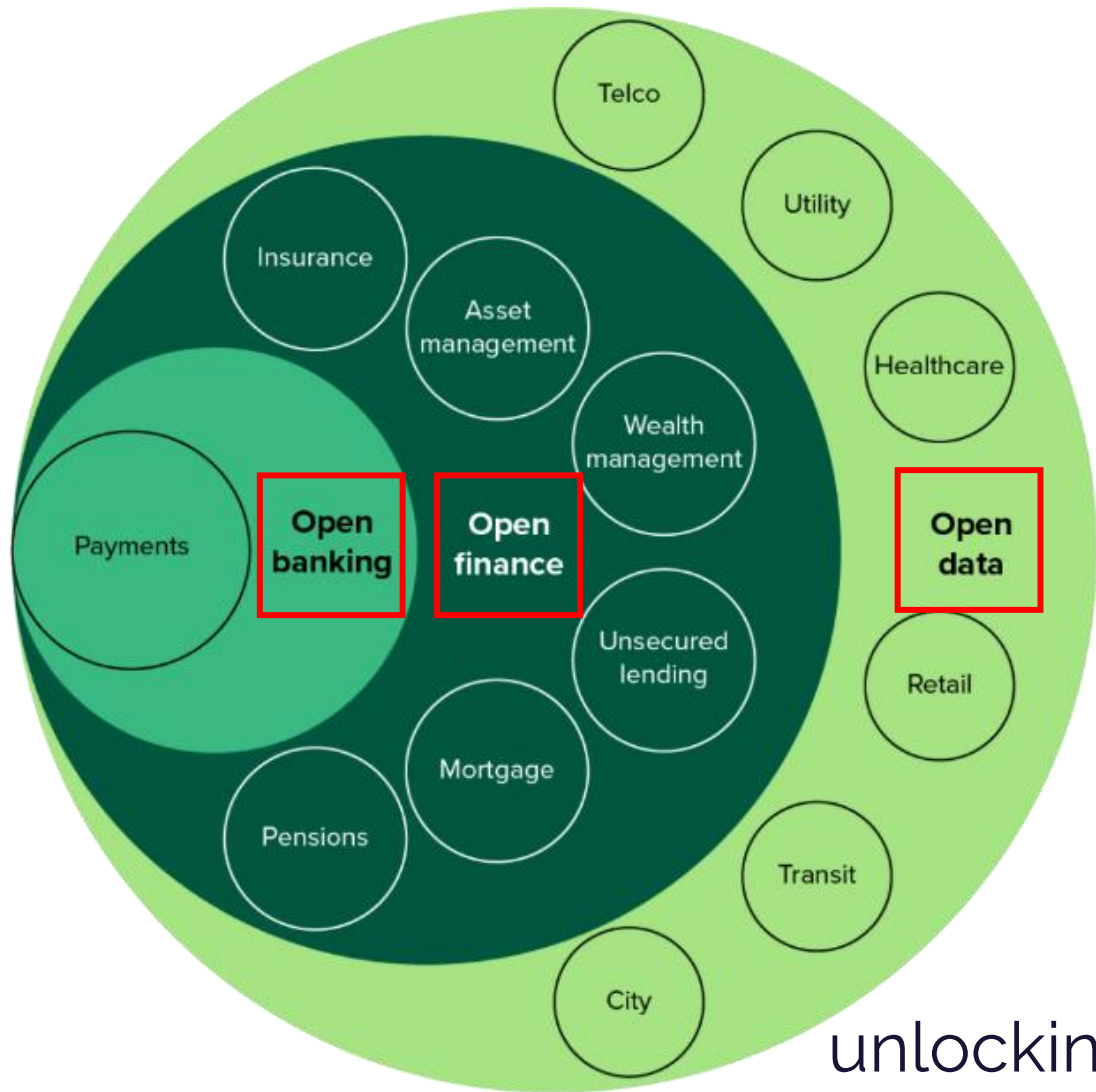 Telco
Utility
Insurance
Asset
management
Healthcare
Wealth
management
Payments
Open
banking
Open
finance
Open
data
Unsecured
lending
Retail
Mortgage
Pensions
Transit
City
unlockin